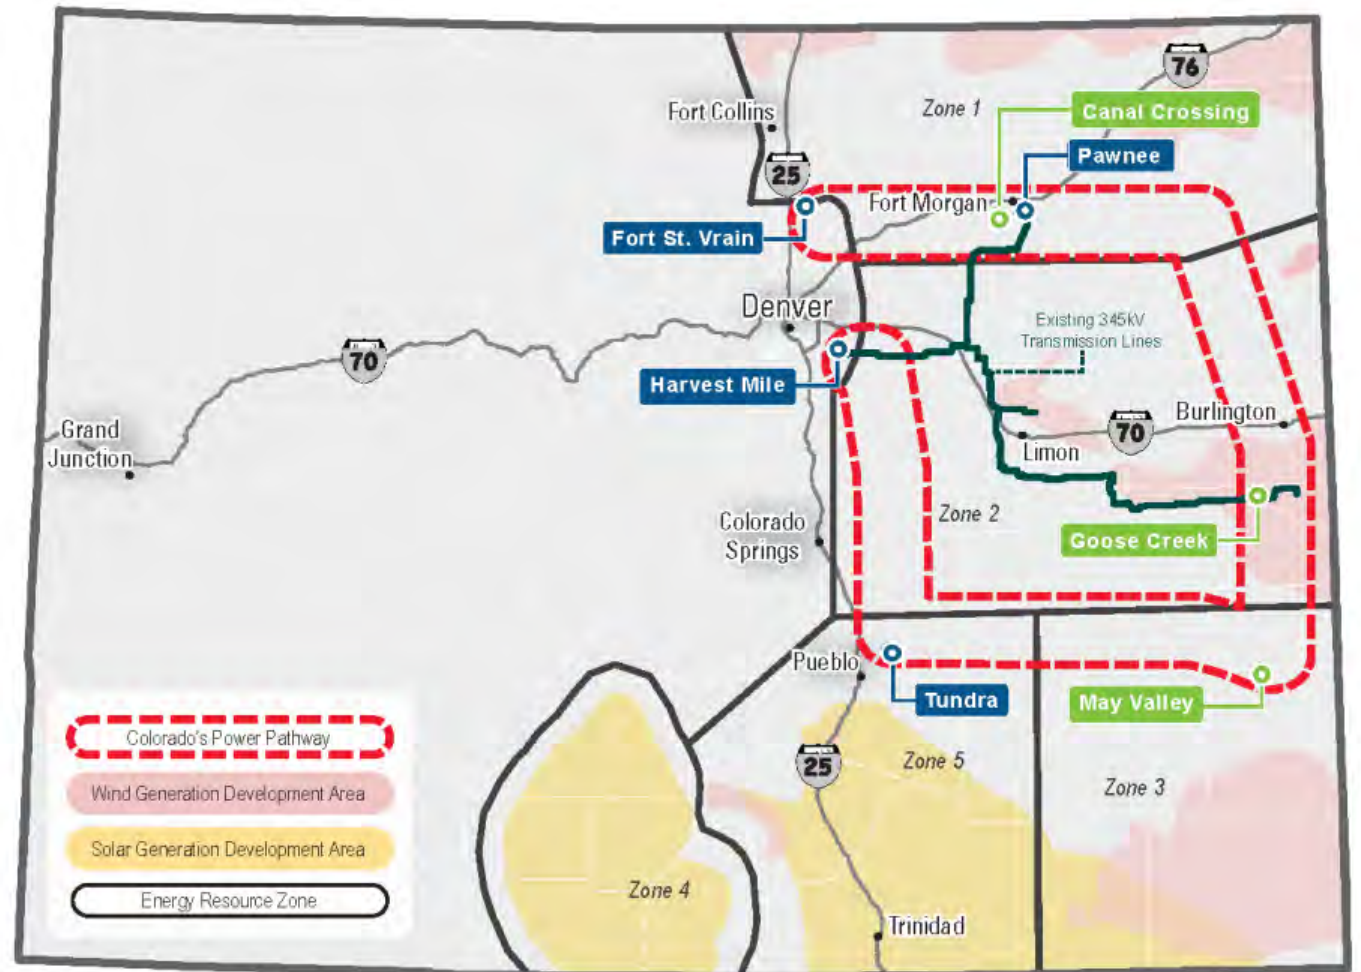 76
Fort Collins
Zone 1
Canal Crossing
Pawnee
25
Fort Morgan
Fort St. Vrain
Denver
Existing 345kV
Transmission Lines
70
Harvest Mile
Burlington
Grand
Junction
70
Limon
Colorado
Springs
Zone 2
Goose Creek
Pueblo
Tundra
May Valley
Colorado's Power Pathway
25
Zone 5
Zone 3
Wind Generation Development Area
Solar Generation Development Area
Zone 4
Energy Resource Zone
Trinidad